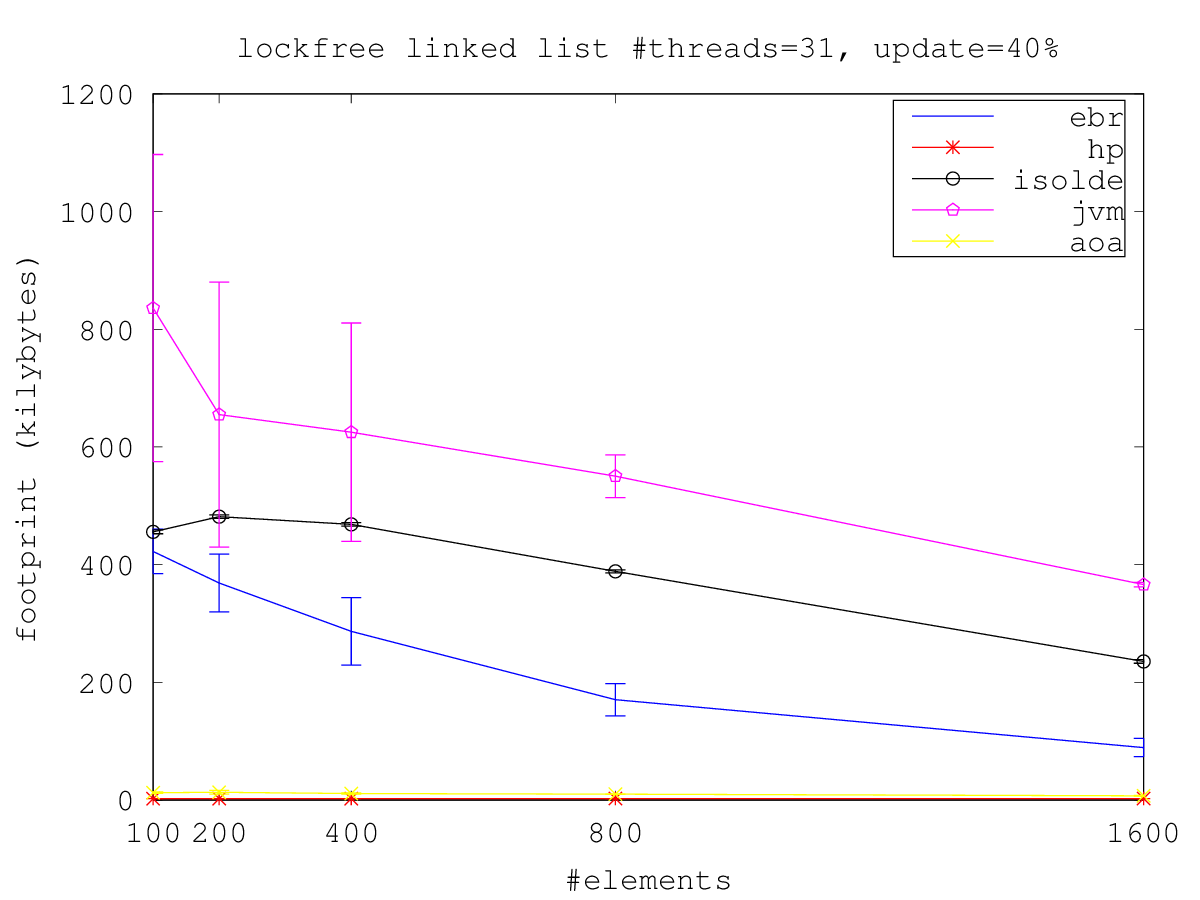 lockfree linked list #threads=31, update=40%
1200
1000
800
600
400
200
0
footprint (kilybytes)
ebr
hp
isolde
jvm
aoa
100 200 400 800 1600
#elements